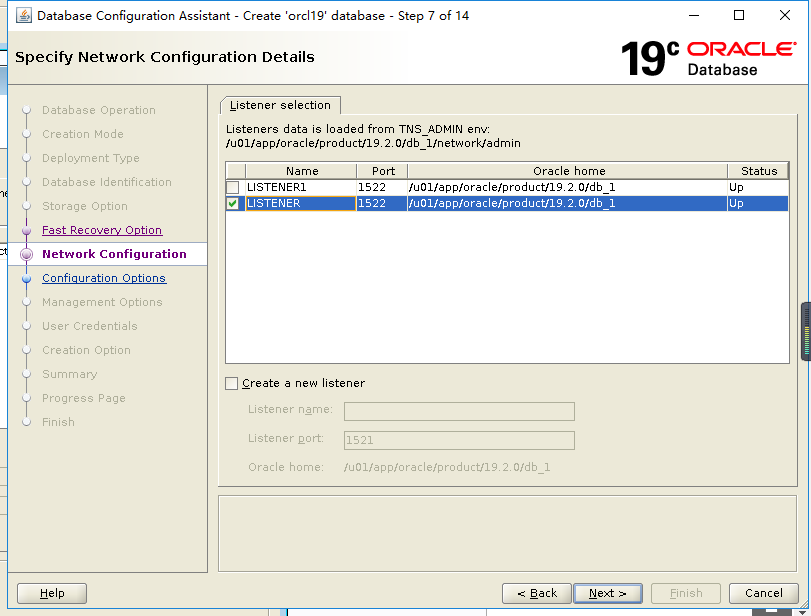 Database Configuration Assistant - Create 'orcl19' database - Step 7 of 14
Specify Network Configuration Details
19c ORACLE
Database
Database Operation
Creation Mode
Deployment Type
Database Identification
Storage Option
Fast Recovery Option
Network Configuration
Configuration Options
Management Options
User Credentials
Creation Option
Summary
Progress Page
Finish
Listener selection
Listeners data is loaded from TNS_ADMIN env:
/u01/app/oracle/product/19.2.0/db_1/network/admin
Name Port Oracle home Status
LISTENER1 1522 /u01/app/oracle/product/19.2.0/db_1 Up
LISTENER 1522 /u01/app/oracle/product/19.2.0/db_1 Up
Create a new listener
Listener name:
Listener port: 1521
Oracle home: /u01/app/oracle/product/19.2.0/db_1
Help < Back Next > Finish Cancel